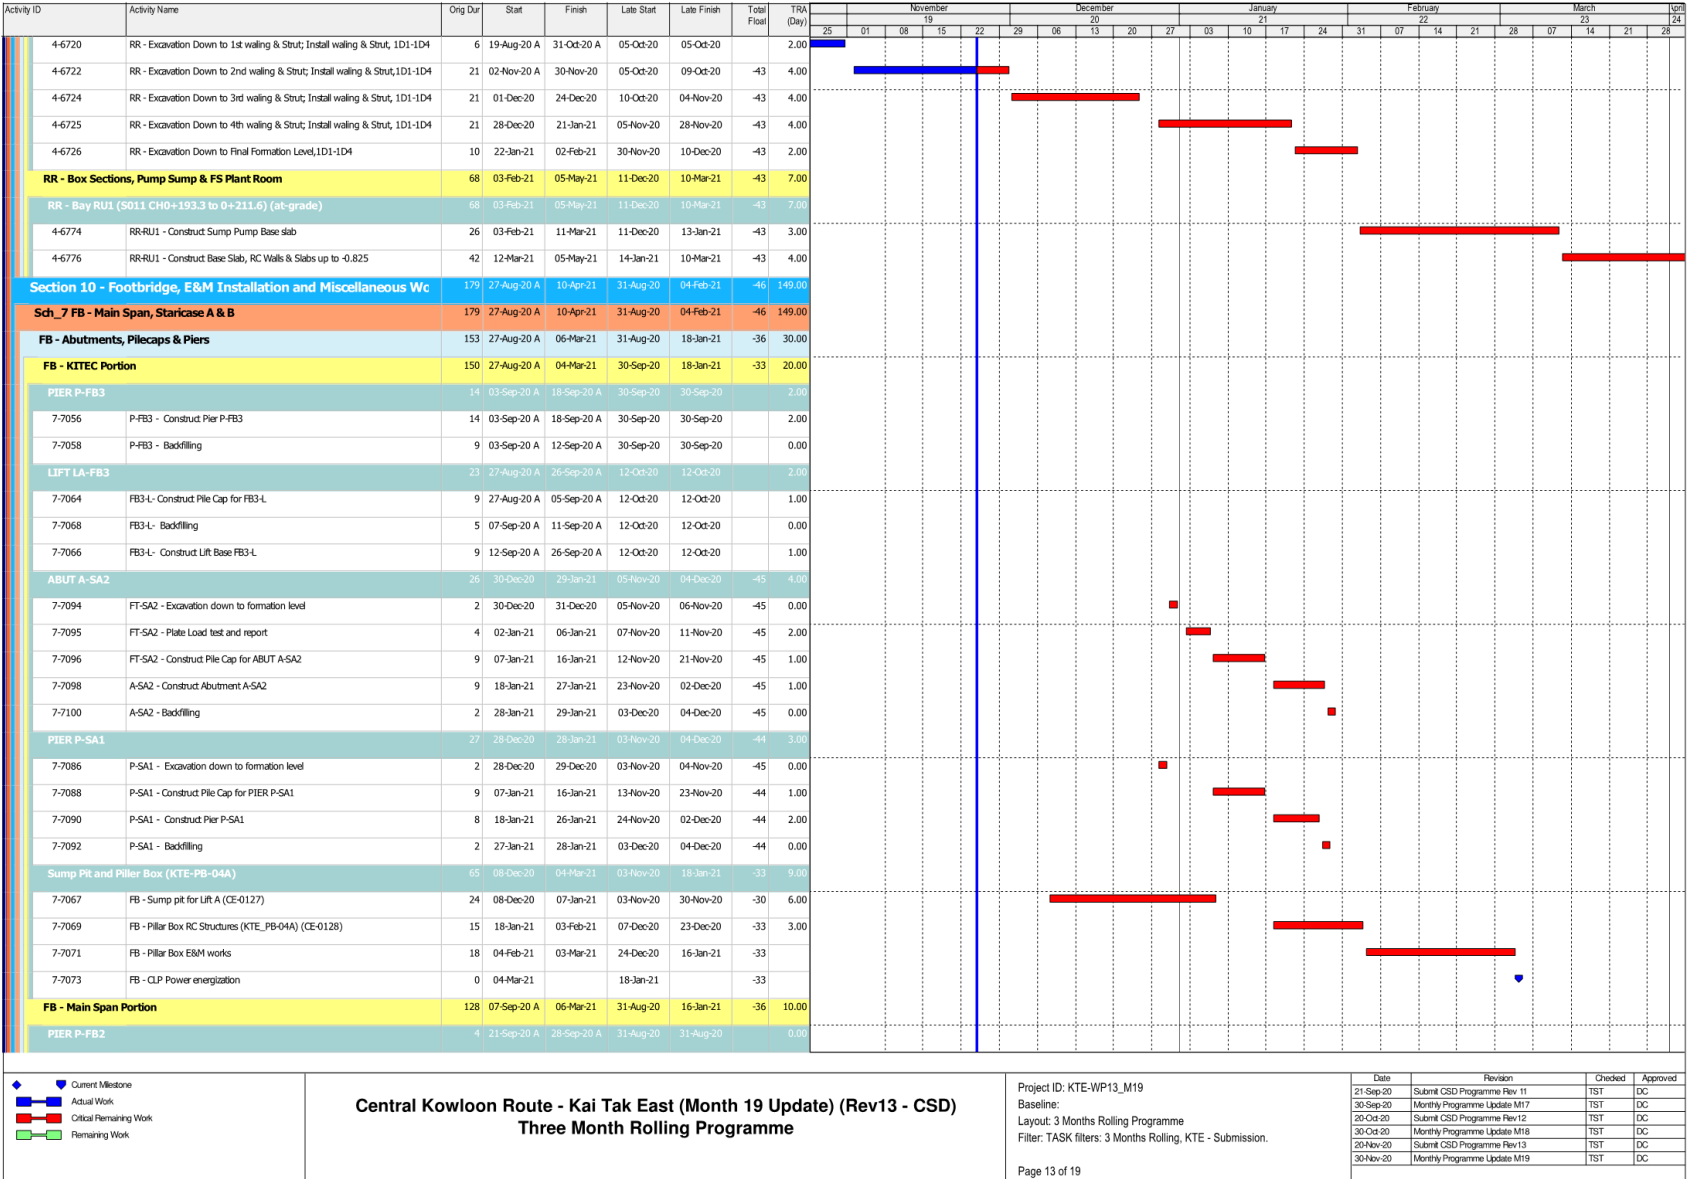 Activity ID Activity Name Orig Dur Start Finish Late Start Late Finish Total Float TRA (Day)
November December January February March April
19 20 21 22 23 24
25 01 08 15 22 29 06 13 20 27 03 10 17 24 31 07 14 21 28 07 14 21 28
4-6720 RR - Excavation Down to 1st waling & Strut; Install waling & Strut, 1D1-1D4 6 19-Aug-20 A 31-Oct-20 A 05-Oct-20 05-Oct-20 2.00
4-6722 RR - Excavation Down to 2nd waling & Strut; Install waling & Strut,1D1-1D4 21 02-Nov-20 A 30-Nov-20 05-Oct-20 09-Oct-20 -43 4.00
4-6724 RR - Excavation Down to 3rd waling & Strut; Install waling & Strut, 1D1-1D4 21 01-Dec-20 24-Dec-20 10-Oct-20 04-Nov-20 -43 4.00
4-6725 RR - Excavation Down to 4th waling & Strut; Install waling & Strut, 1D1-1D4 21 28-Dec-20 21-Jan-21 05-Nov-20 28-Nov-20 -43 4.00
4-6726 RR - Excavation Down to Final Formation Level,1D1-1D4 10 22-Jan-21 02-Feb-21 30-Nov-20 10-Dec-20 -43 2.00
RR - Box Sections, Pump Sump & FS Plant Room 68 03-Feb-21 05-May-21 11-Dec-20 10-Mar-21 -43 7.00
RR - Bay RU1 (S011 CH0+193.3 to 0+211.6) (at-grade) 68 03-Feb-21 05-May-21 11-Dec-20 10-Mar-21 -43 7.00
4-6774 RR-RU1 - Construct Sump Pump Base slab 26 03-Feb-21 11-Mar-21 11-Dec-20 13-Jan-21 -43 3.00
4-6776 RR-RU1 - Construct Base Slab, RC Walls & Slabs up to -0.825 42 12-Mar-21 05-May-21 14-Jan-21 10-Mar-21 -43 4.00
Section 10 - Footbridge, E&M Installation and Miscellaneous Wc 179 27-Aug-20 A 10-Apr-21 31-Aug-20 04-Feb-21 -46 149.00
Sch_7 FB - Main Span, Staricase A & B 179 27-Aug-20 A 10-Apr-21 31-Aug-20 04-Feb-21 -46 149.00
FB - Abutments, Pilecaps & Piers 153 27-Aug-20 A 06-Mar-21 31-Aug-20 18-Jan-21 -36 30.00
FB - KITEC Portion 150 27-Aug-20 A 04-Mar-21 30-Sep-20 18-Jan-21 -33 20.00
PIER P-FB3 14 03-Sep-20 A 18-Sep-20 A 30-Sep-20 30-Sep-20 2.00
7-7056 P-FB3 - Construct Pier P-FB3 14 03-Sep-20 A 18-Sep-20 A 30-Sep-20 30-Sep-20 2.00
7-7058 P-FB3 - Backfilling 9 03-Sep-20 A 12-Sep-20 A 30-Sep-20 30-Sep-20 0.00
LIFT LA-FB3 23 27-Aug-20 A 26-Sep-20 A 12-Oct-20 12-Oct-20 2.00
7-7064 FB3-L- Construct Pile Cap for FB3-L 9 27-Aug-20 A 05-Sep-20 A 12-Oct-20 12-Oct-20 1.00
7-7068 FB3-L- Backfilling 5 07-Sep-20 A 11-Sep-20 A 12-Oct-20 12-Oct-20 0.00
7-7066 FB3-L- Construct Lift Base FB3-L 9 12-Sep-20 A 26-Sep-20 A 12-Oct-20 12-Oct-20 1.00
ABUT A-SA2 26 30-Dec-20 29-Jan-21 05-Nov-20 04-Dec-20 -45 4.00
7-7094 FT-SA2 - Excavation down to formation level 2 30-Dec-20 31-Dec-20 05-Nov-20 06-Nov-20 -45 0.00
7-7095 FT-SA2 - Plate Load test and report 4 02-Jan-21 06-Jan-21 07-Nov-20 11-Nov-20 -45 2.00
7-7096 FT-SA2 - Construct Pile Cap for ABUT A-SA2 9 07-Jan-21 16-Jan-21 12-Nov-20 21-Nov-20 -45 1.00
7-7098 A-SA2 - Construct Abutment A-SA2 9 18-Jan-21 27-Jan-21 23-Nov-20 02-Dec-20 -45 1.00
7-7100 A-SA2 - Backfilling 2 28-Jan-21 29-Jan-21 03-Dec-20 04-Dec-20 -45 0.00
PIER P-SA1 27 28-Dec-20 28-Jan-21 03-Nov-20 04-Dec-20 -44 3.00
7-7086 P-SA1 - Excavation down to formation level 2 28-Dec-20 29-Dec-20 03-Nov-20 04-Nov-20 -45 0.00
7-7088 P-SA1 - Construct Pile Cap for PIER P-SA1 9 07-Jan-21 16-Jan-21 13-Nov-20 23-Nov-20 -44 1.00
7-7090 P-SA1 - Construct Pier P-SA1 8 18-Jan-21 26-Jan-21 24-Nov-20 02-Dec-20 -44 2.00
7-7092 P-SA1 - Backfilling 2 27-Jan-21 28-Jan-21 03-Dec-20 04-Dec-20 -44 0.00
Sump Pit and Piller Box (KTE-PB-04A) 65 08-Dec-20 04-Mar-21 03-Nov-20 18-Jan-21 -33 9.00
7-7067 FB - Sump pit for Lift A (CE-0127) 24 08-Dec-20 07-Jan-21 03-Nov-20 30-Nov-20 -30 6.00
7-7069 FB - Pillar Box RC Structures (KTE_PB-04A) (CE-0128) 15 18-Jan-21 03-Feb-21 07-Dec-20 23-Dec-20 -33 3.00
7-7071 FB - Pillar Box E&M works 18 04-Feb-21 03-Mar-21 24-Dec-20 16-Jan-21 -33
7-7073 FB - CLP Power energization 0 04-Mar-21 18-Jan-21 -33
FB - Main Span Portion 128 07-Sep-20 A 06-Mar-21 31-Aug-20 16-Jan-21 -36 10.00
PIER P-FB2 4 21-Sep-20 A 28-Sep-20 A 31-Aug-20 31-Aug-20 0.00
Current Milestone
Actual Work
Critical Remaining Work
Remaining Work
Central Kowloon Route - Kai Tak East (Month 19 Update) (Rev13 - CSD)
Three Month Rolling Programme
Project ID: KTE-WP13_M19
Baseline:
Layout: 3 Months Rolling Programme
Filter: TASK filters: 3 Months Rolling, KTE - Submission.
Page 13 of 19
Date Revision Checked Approved
21-Sep-20 Submit CSD Programme Rev 11 TST DC
30-Sep-20 Monthly Programme Update M17 TST DC
20-Oct-20 Submit CSD Programme Rev12 TST DC
30-Oct-20 Monthly Programme Update M18 TST DC
20-Nov-20 Submit CSD Programme Rev13 TST DC
30-Nov-20 Monthly Programme Update M19 TST DC